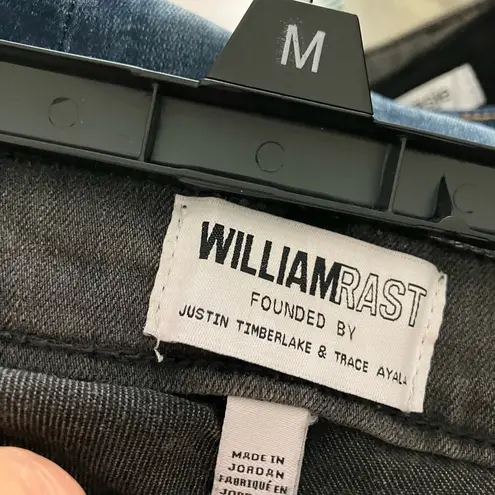 M
WILLIAMRAST
FOUNDED BY
JUSTIN TIMBERLAKE & TRACE AYALA
MADE IN
JORDAN
FABRIQUÉ EN